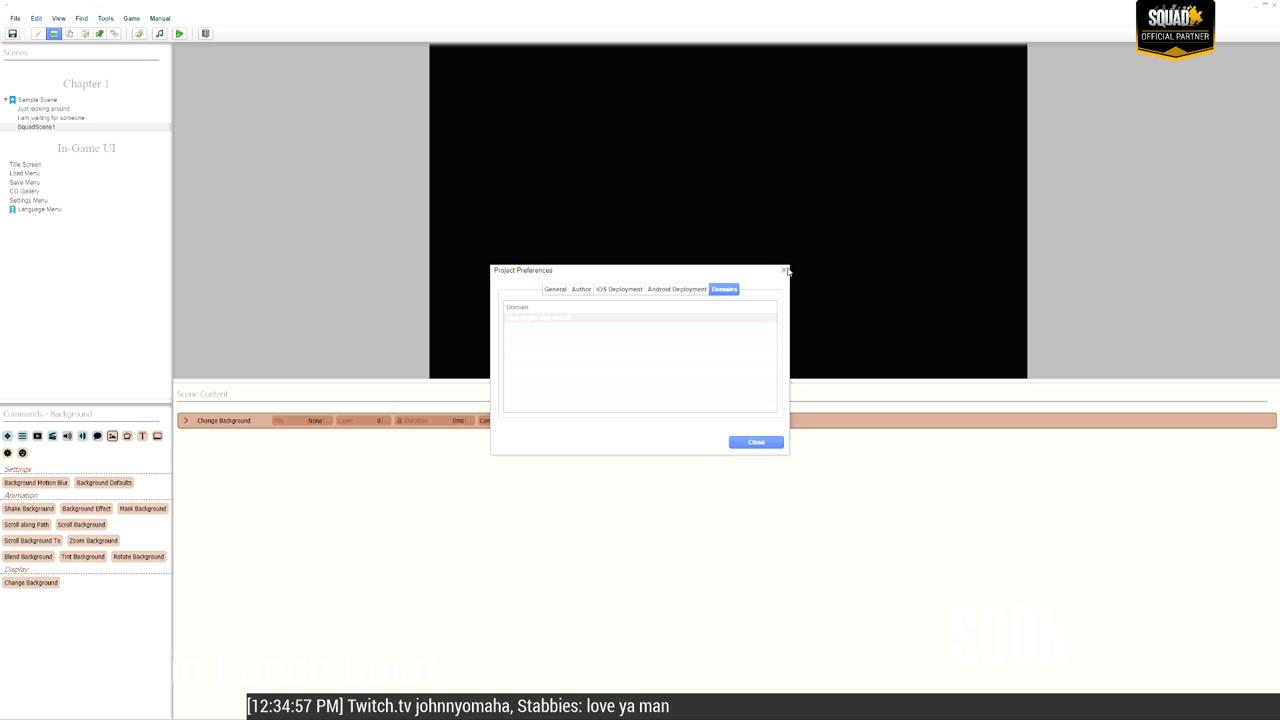 File Edit View Find Tools Game Manual
SQUAD
OFFICIAL PARTNER
Scenes
Chapter 1
Sample Scene
Just looking around
I am waiting for someone
SquadScene1
In-Game UI
Title Screen
Load Menu
Save Menu
CG Gallery
Settings Menu
Language Menu
Project Preferences
General Author iOS Deployment Android Deployment Domains
Domain
Close
Scene Content
Change Background File None Layer 0 Duration 0ms
Commands - Background
Settings
Background Motion Blur Background Defaults
Animation
Shake Background Background Effect Mask Background
Scroll along Path Scroll Background
Scroll Background To Zoom Background
Blend Background Tint Background Rotate Background
Display
Change Background
SOON
[12:34:57 PM] Twitch.tv johnnyomaha, Stabbies: love ya man